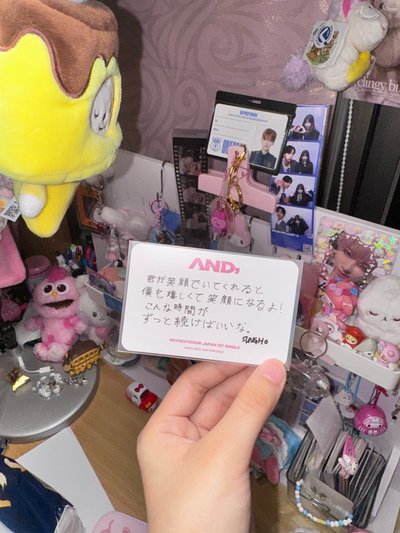 AND,
君が笑顔でいてくれると
僕も嬉しくて笑顔になるよ!
こんな時間が
ずっと続けばいいな。
SUNGHO
BOYNEXTDOOR JAPAN 1ST SINGLE